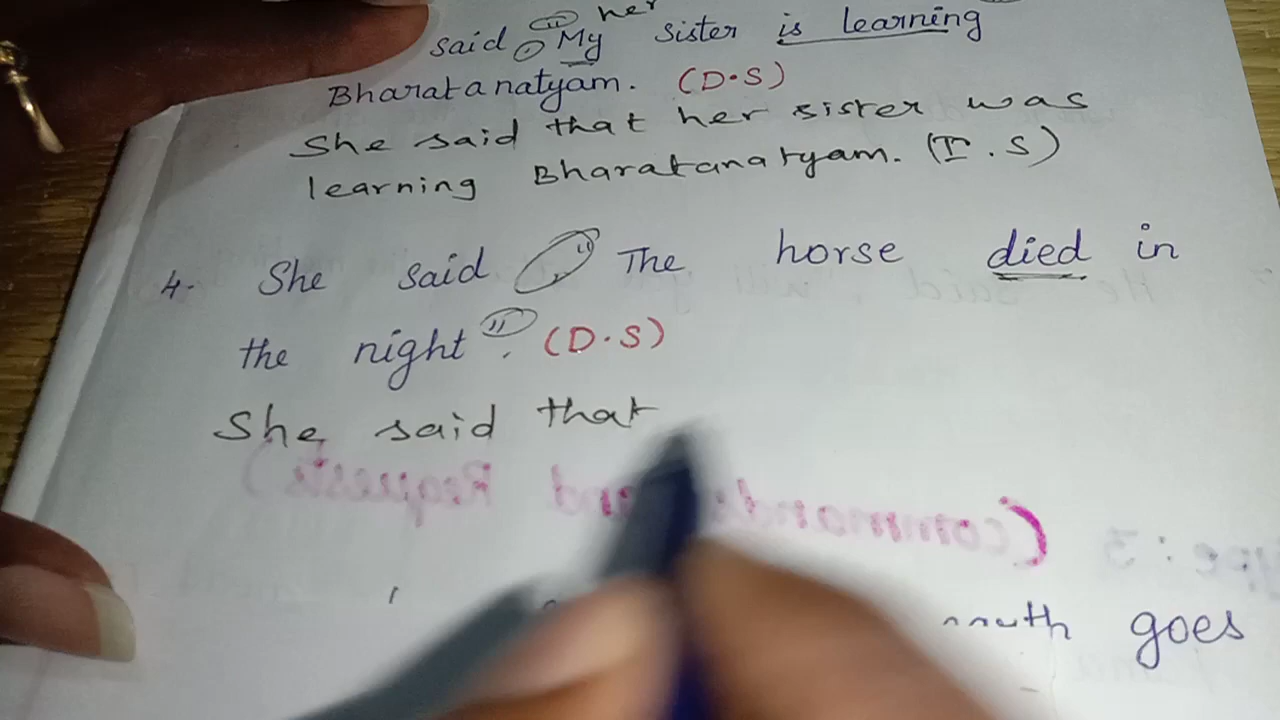 her
said , " My sister is learning
Bharatanatyam. (D.S)
She said that her sister was
learning Bharatanatyam. (I.S)
4. She said , " The horse died in
the night ". (D.S)
She said that
goes